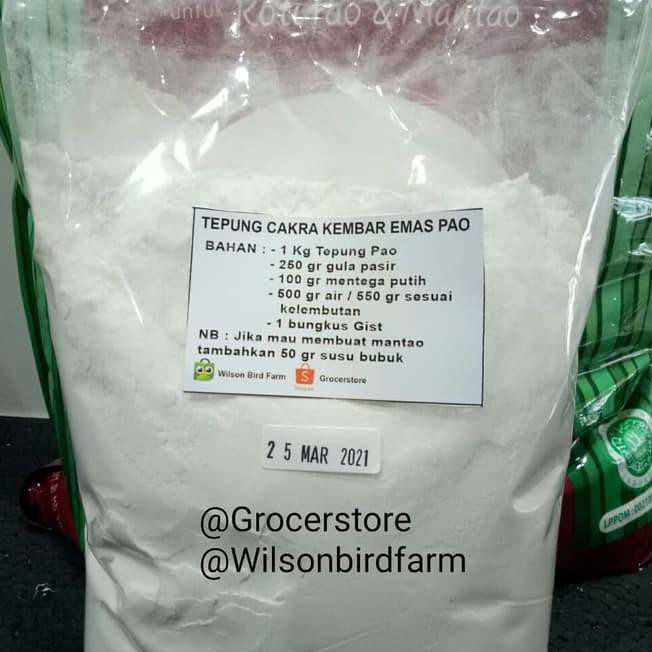 untuk Roti Pao & Mantao
TEPUNG CAKRA KEMBAR EMAS PAO
BAHAN : - 1 Kg Tepung Pao
- 250 gr gula pasir
- 100 gr mentega putih
- 500 gr air / 550 gr sesuai
kelembutan
- 1 bungkus Gist
NB : Jika mau membuat mantao
tambahkan 50 gr susu bubuk
Wilson Bird Farm Grocerstore
25 MAR 2021
@Grocerstore
@Wilsonbirdfarm